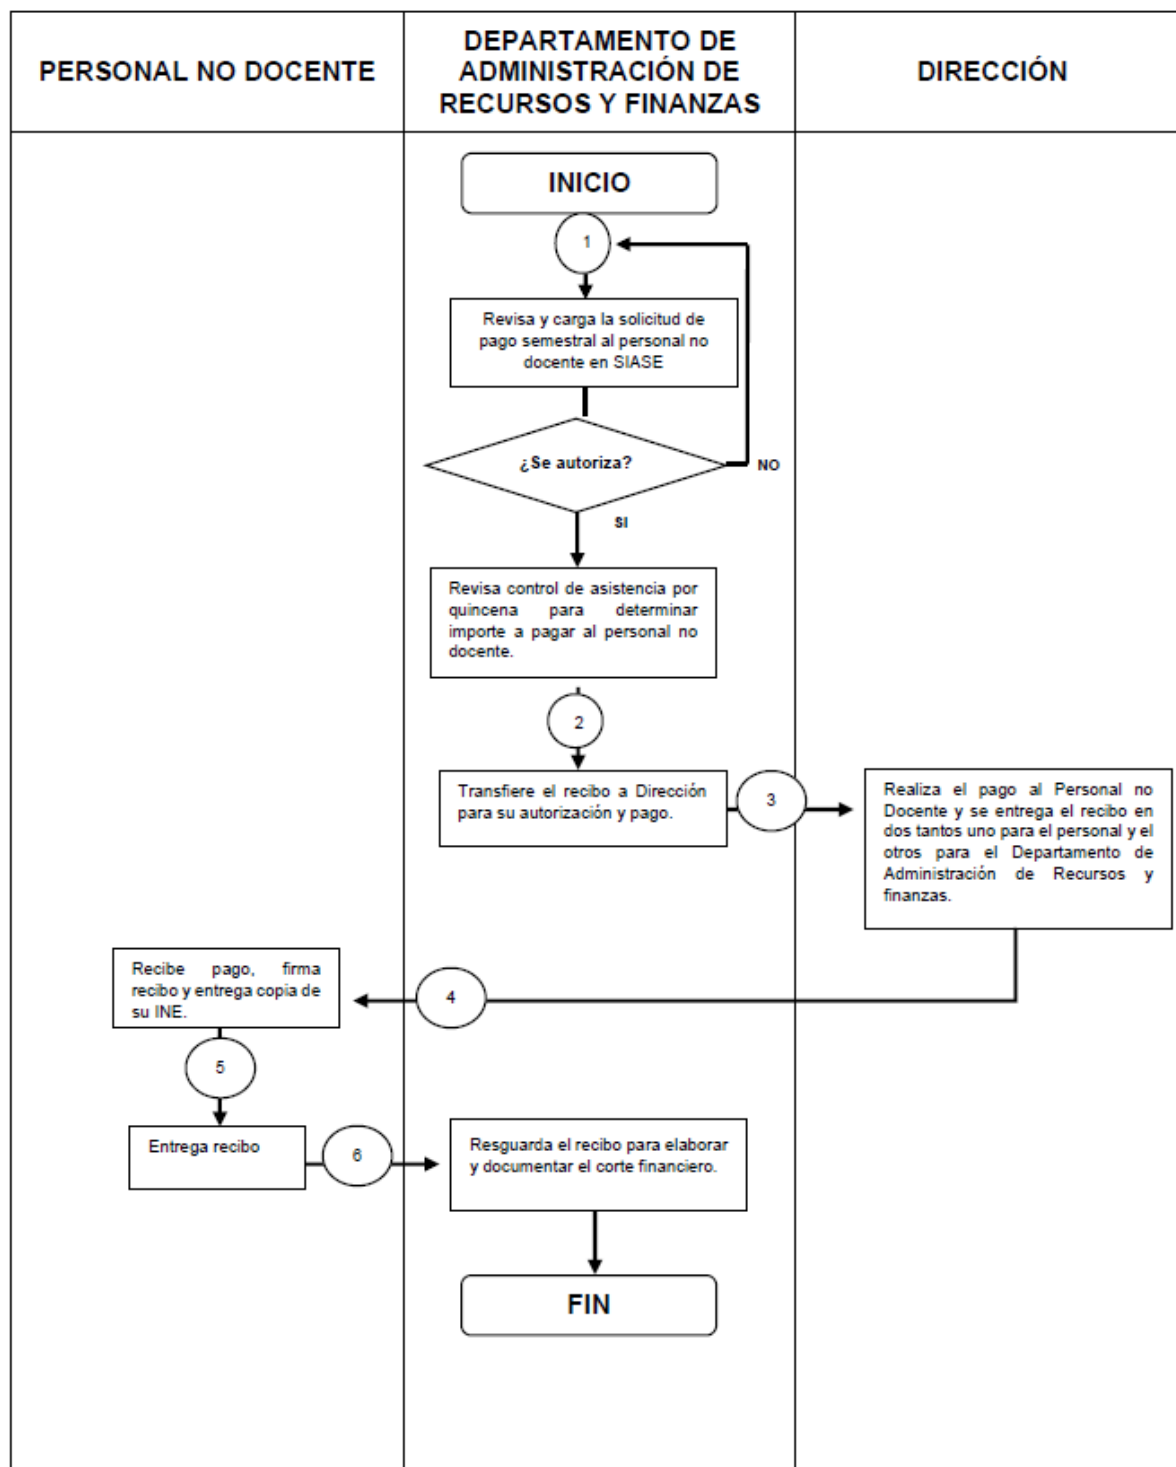 PERSONAL NO DOCENTE
DEPARTAMENTO DE
ADMINISTRACIÓN DE
RECURSOS Y FINANZAS
DIRECCIÓN
INICIO
1
Revisa y carga la solicitud de
pago semestral al personal no
docente en SIASE
¿Se autoriza?
NO
SI
Revisa control de asistencia por
quincena para determinar
importe a pagar al personal no
docente.
2
Transfiere el recibo a Dirección
para su autorización y pago.
3
Realiza el pago al Personal no
Docente y se entrega el recibo en
dos tantos uno para el personal y el
otros para el Departamento de
Administración de Recursos y
finanzas.
Recibe pago, firma
recibo y entrega copia de
su INE.
4
5
Entrega recibo
6
Resguarda el recibo para elaborar
y documentar el corte financiero.
FIN